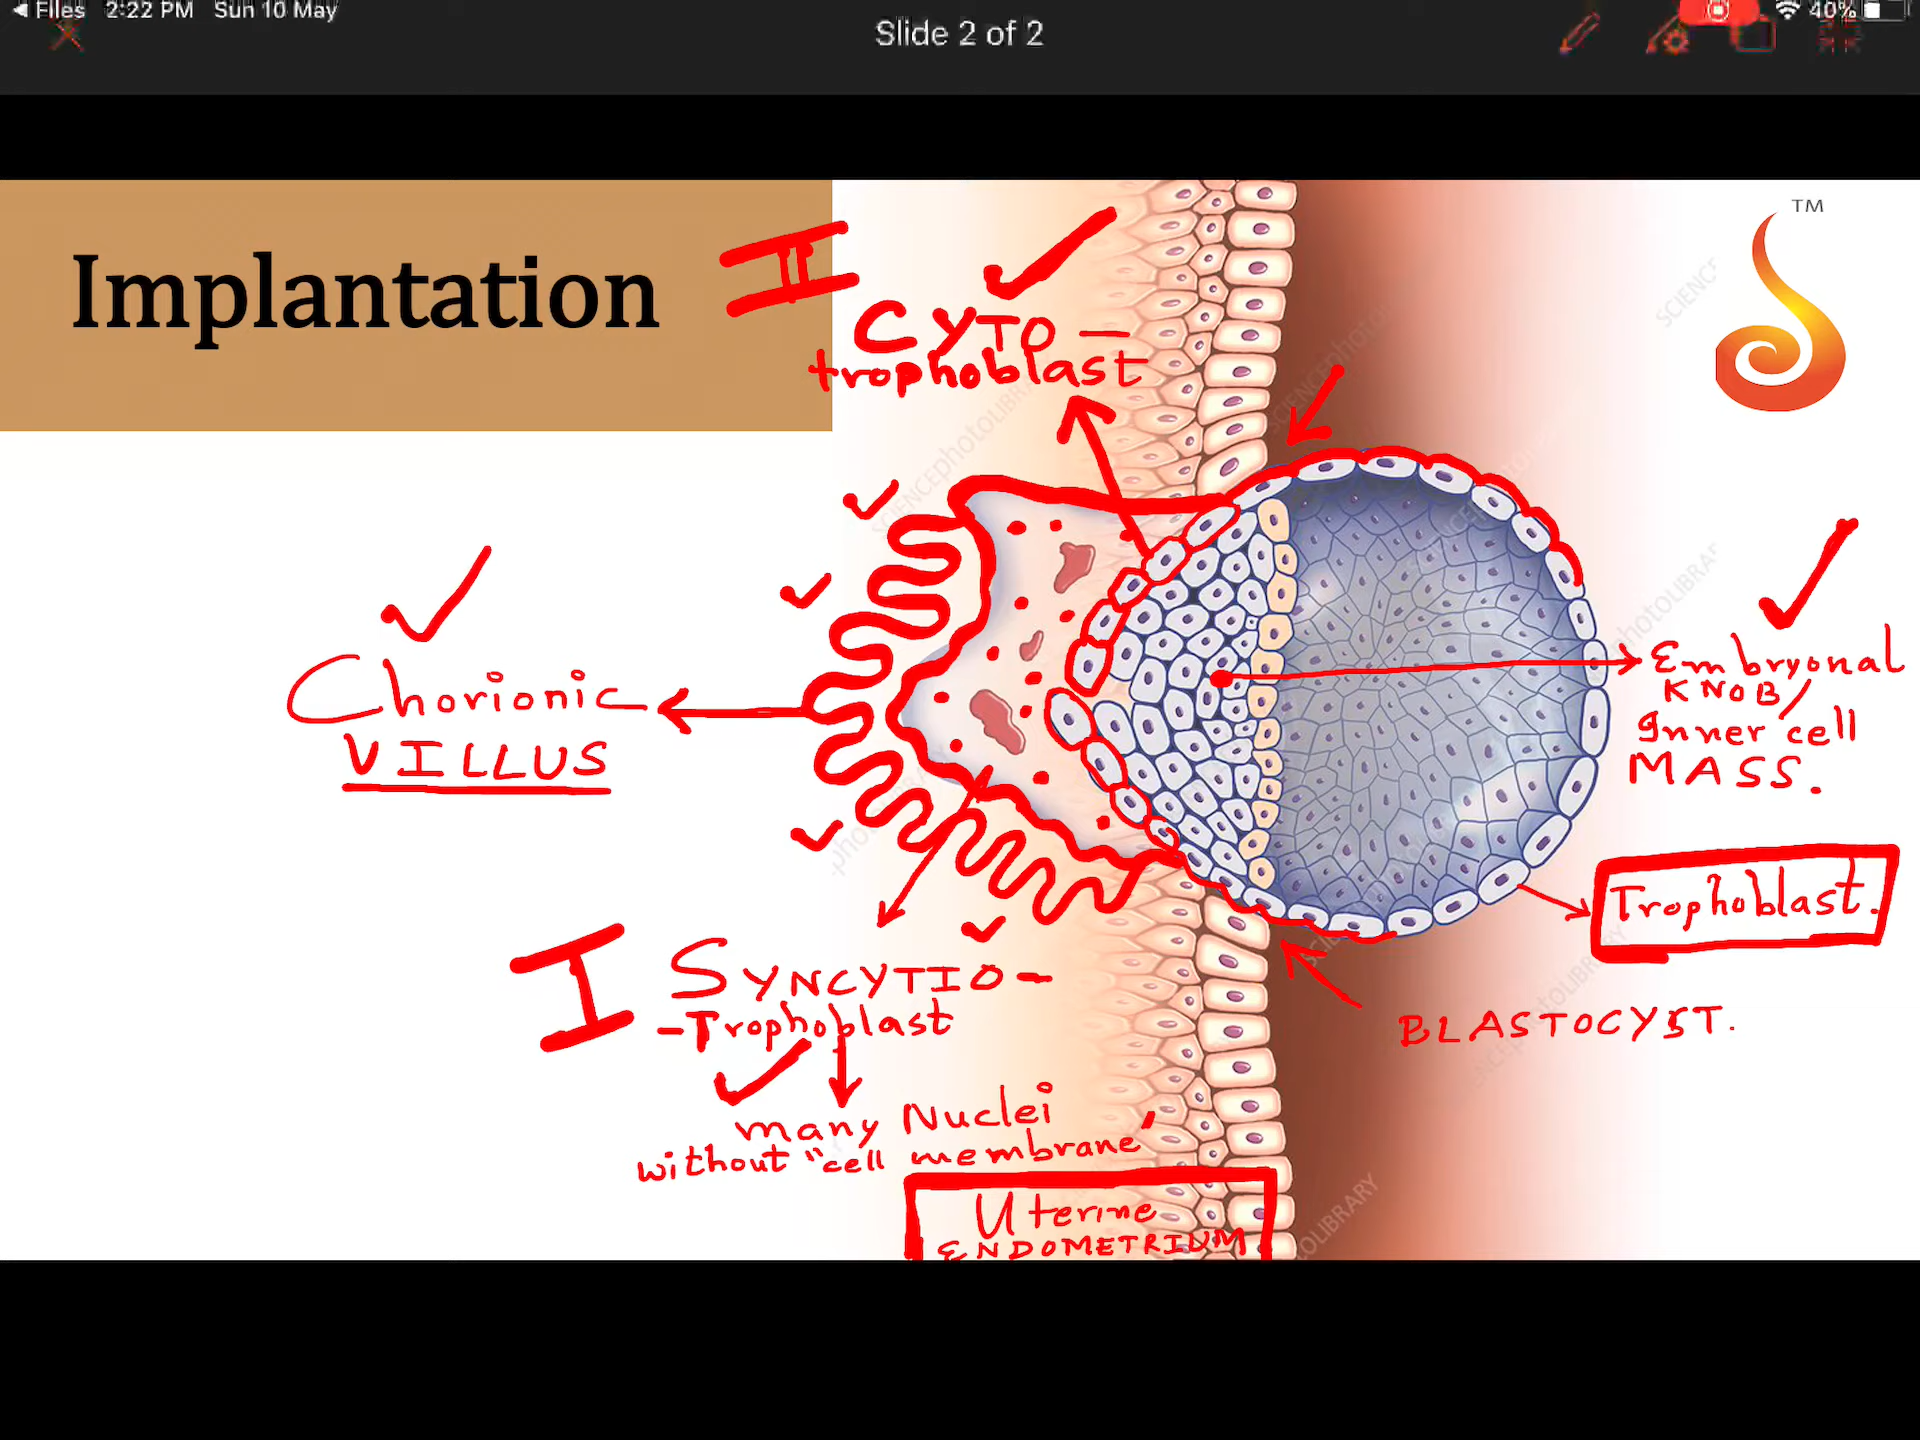 Files 2:22 PM Sun 10 May
40%
Slide 2 of 2
TM
Implantation
II
CYTO -
trophoblast
Chorionic
VILLUS
Embryonal
KNOB/
Inner cell
MASS.
Trophoblast.
I
SYNCYTIO -
-Trophoblast
BLASTOCYST.
many Nuclei
without "cell membrane"
Uterine
ENDOMETRIUM
SCIENCEphotoLIBRARY